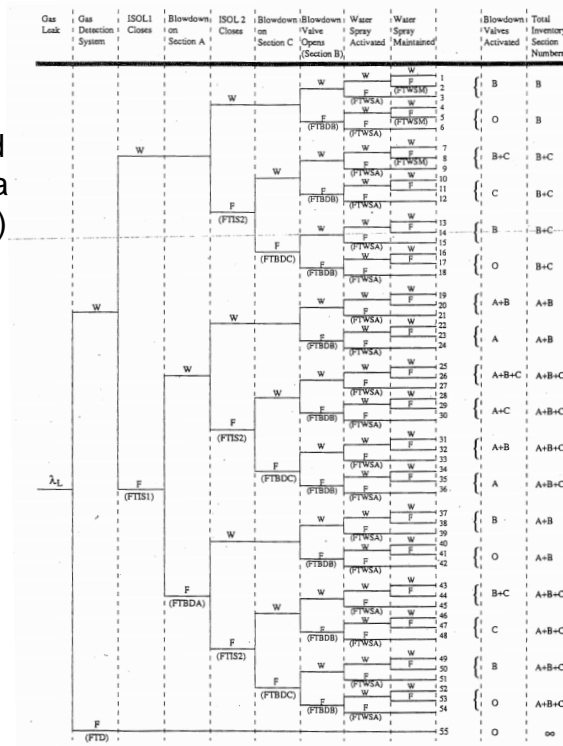 Gas Leak
Gas Detection System
ISOL1 Closes
Blowdown on Section A
ISOL 2 Closes
Blowdown on Section C
Blowdown Valve Opens (Section B)
Water Spray Activated
Water Spray Maintained
Blowdown Valves Activated
Total Inventory Section Numbers
d
a
)
λL
W
F
(FTD)
W
F
(FTIS1)
W
F
(FTBDA)
W
F
(FTIS2)
W
F
(FTBDC)
W
F
(FTBDB)
W
F
(FTWSA)
W
F
(FTWSM)
1
2
3
{ B B
4
5
6
{ O B
7
8
9
{ B+C B+C
10
11
12
{ C B+C
13
14
15
{ B B+C
16
17
18
{ O B+C
19
20
21
{ A+B A+B
22
23
24
{ A A+B
25
26
27
{ A+B+C A+B+C
28
29
30
{ A+C A+B+C
31
32
33
{ A+B A+B+C
34
35
36
{ A A+B+C
37
38
39
{ B A+B
40
41
42
{ O A+B
43
44
45
{ B+C A+B+C
46
47
48
{ C A+B+C
49
50
51
{ B A+B+C
52
53
54
{ O A+B+C
55 O ∞